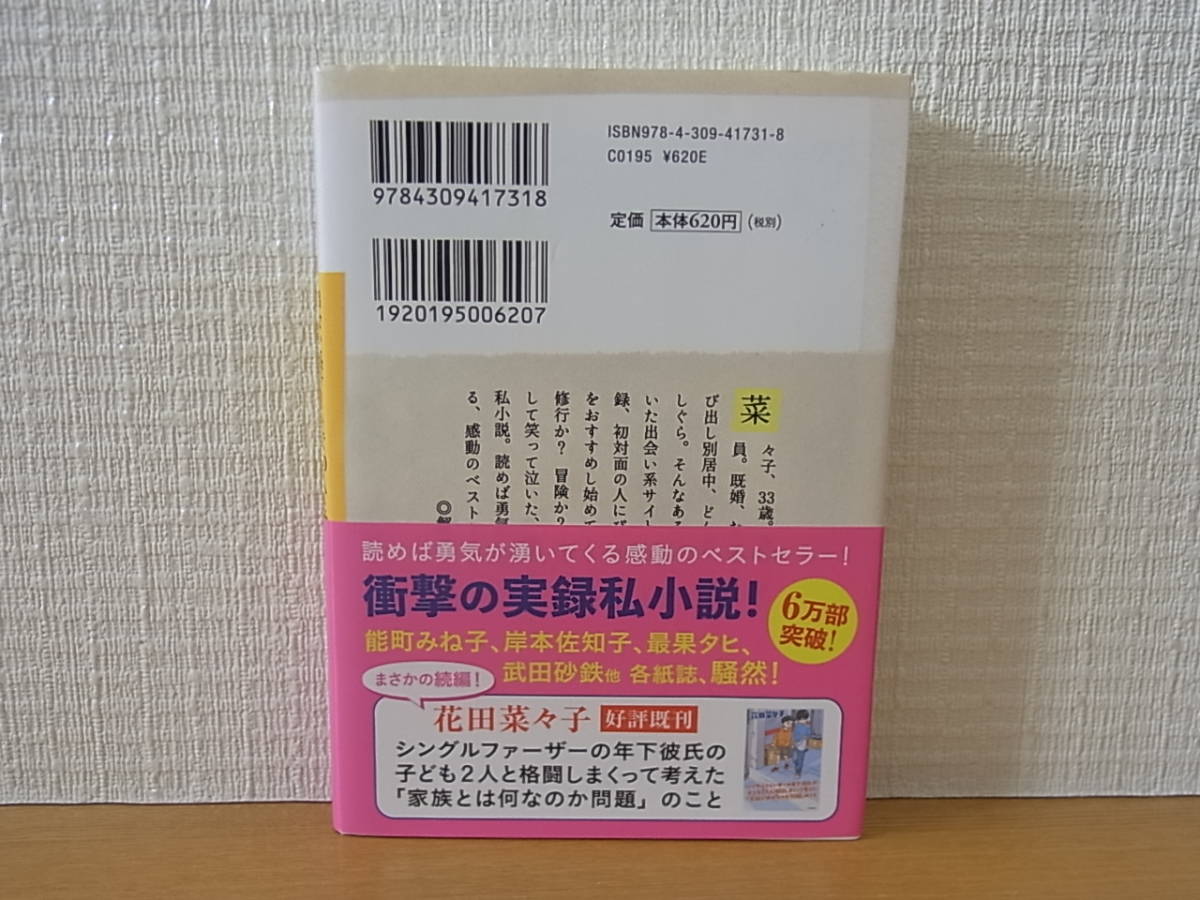 ISBN978-4-309-41731-8
C0195 ¥620E
9784309417318
定価 本体620円 (税別)
1920195006207
菜
々子、33歳。
員。既婚、
び出し別居中、どん
しぐら。そんなある
いた出会い系サイト
録、初対面の人にぴ
をおすすめし始めて
修行か? 冒険か?
して笑って泣いた、
私小説。読めば勇気
る、感動のベスト
読めば勇気が湧いてくる感動のベストセラー!
衝撃の実録私小説!
6万部
突破!
能町みね子、岸本佐知子、最果タヒ、
武田砂鉄他 各紙誌、騒然!
まさかの続編!
花田菜々子 好評既刊
シングルファーザーの年下彼氏の
子ども2人と格闘しまくって考えた
「家族とは何なのか問題」のこと